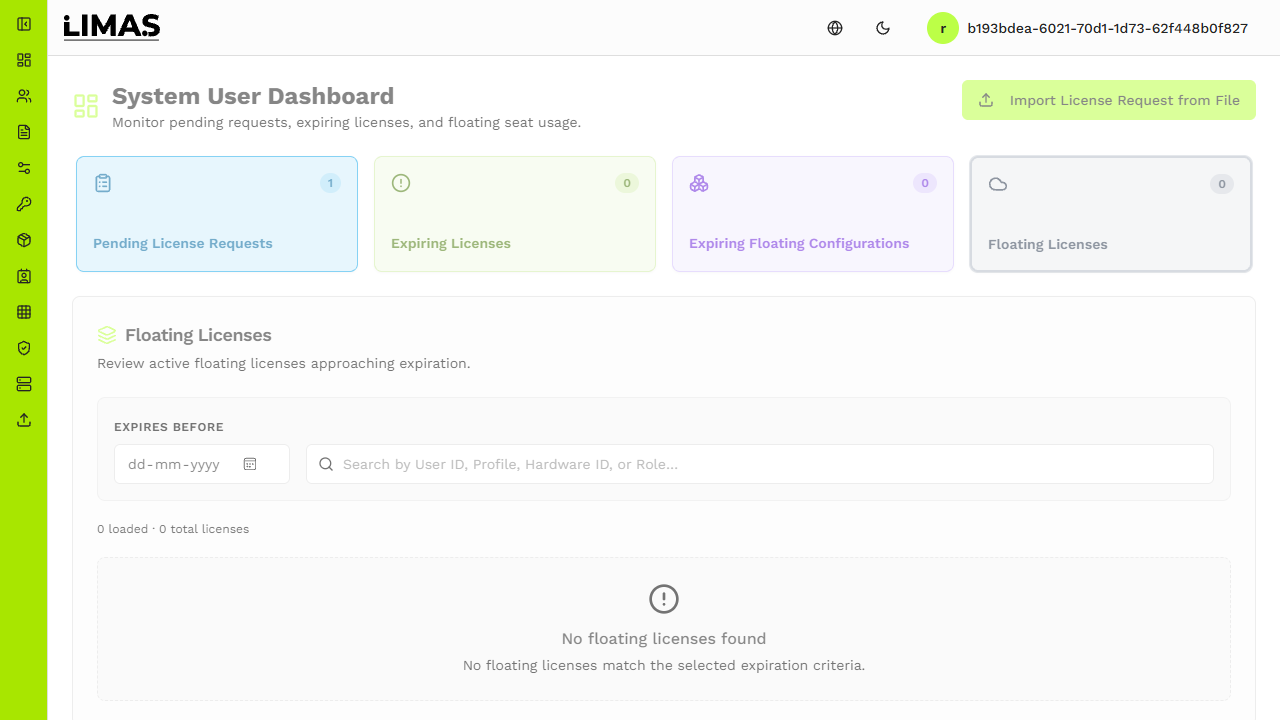 LIMAS
r
b193bdea-6021-70d1-1d73-62f448b0f827
System User Dashboard
Monitor pending requests, expiring licenses, and floating seat usage.
Import License Request from File
1
Pending License Requests
0
Expiring Licenses
0
Expiring Floating Configurations
0
Floating Licenses
Floating Licenses
Review active floating licenses approaching expiration.
EXPIRES BEFORE
dd-mm-yyyy
Search by User ID, Profile, Hardware ID, or Role...
0 loaded · 0 total licenses
No floating licenses found
No floating licenses match the selected expiration criteria.